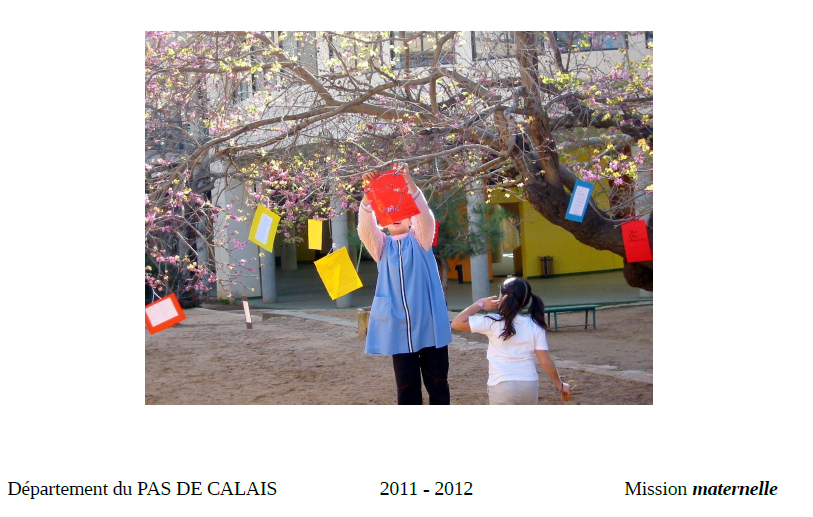 Département du PAS DE CALAIS 2011 - 2012 Mission maternelle